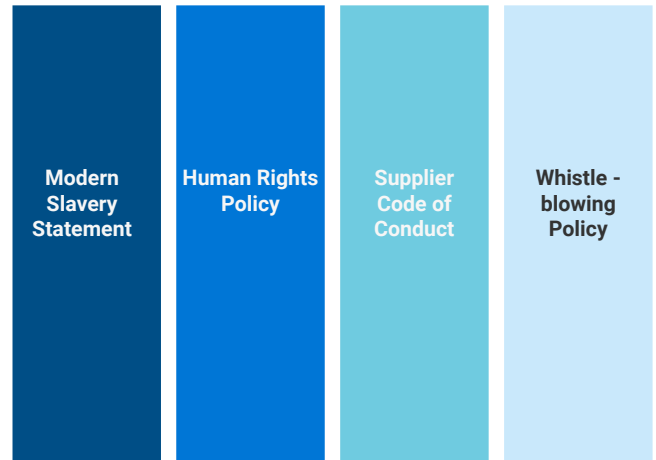 Modern
Slavery
Statement
Human Rights
Policy
Supplier
Code of
Conduct
Whistle -
blowing
Policy